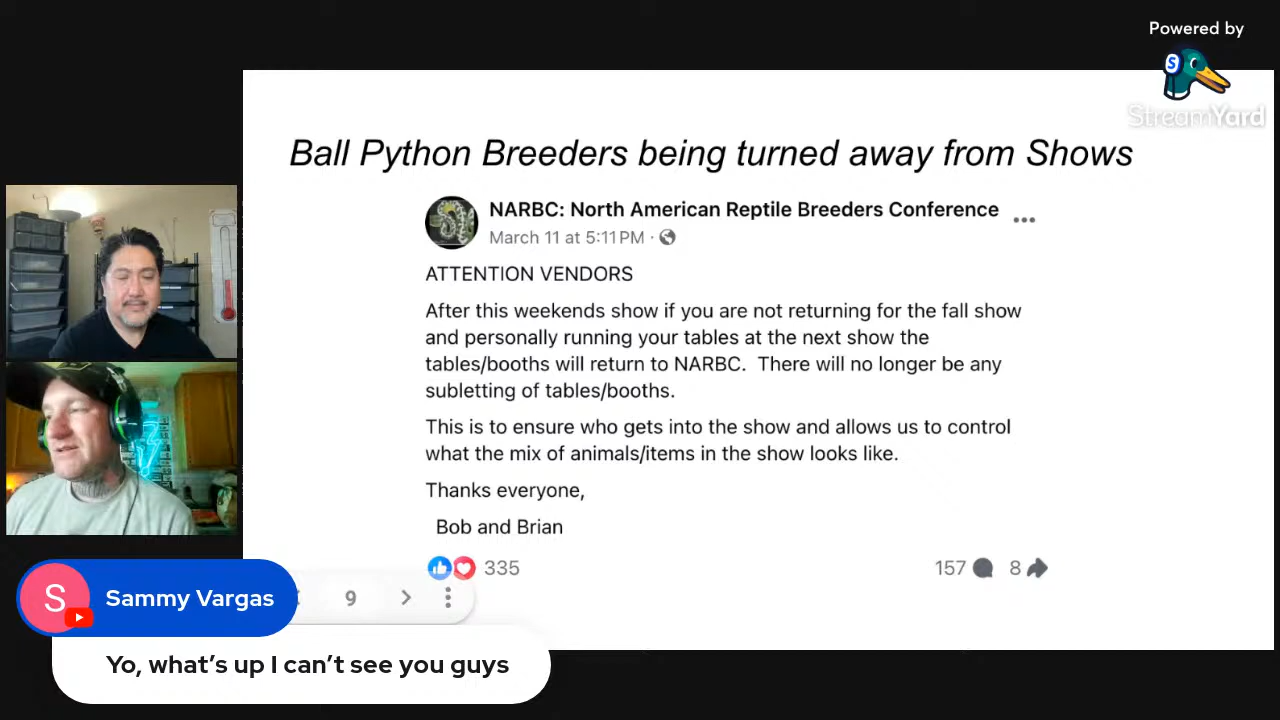 Powered by
S
StreamYard
Ball Python Breeders being turned away from Shows
NARBC: North American Reptile Breeders Conference
March 11 at 5:11 PM ·
ATTENTION VENDORS
After this weekends show if you are not returning for the fall show
and personally running your tables at the next show the
tables/booths will return to NARBC.  There will no longer be any
subletting of tables/booths.
This is to ensure who gets into the show and allows us to control
what the mix of animals/items in the show looks like.
Thanks everyone,
Bob and Brian
335
157
8
S
Sammy Vargas
9
Yo, what's up I can't see you guys